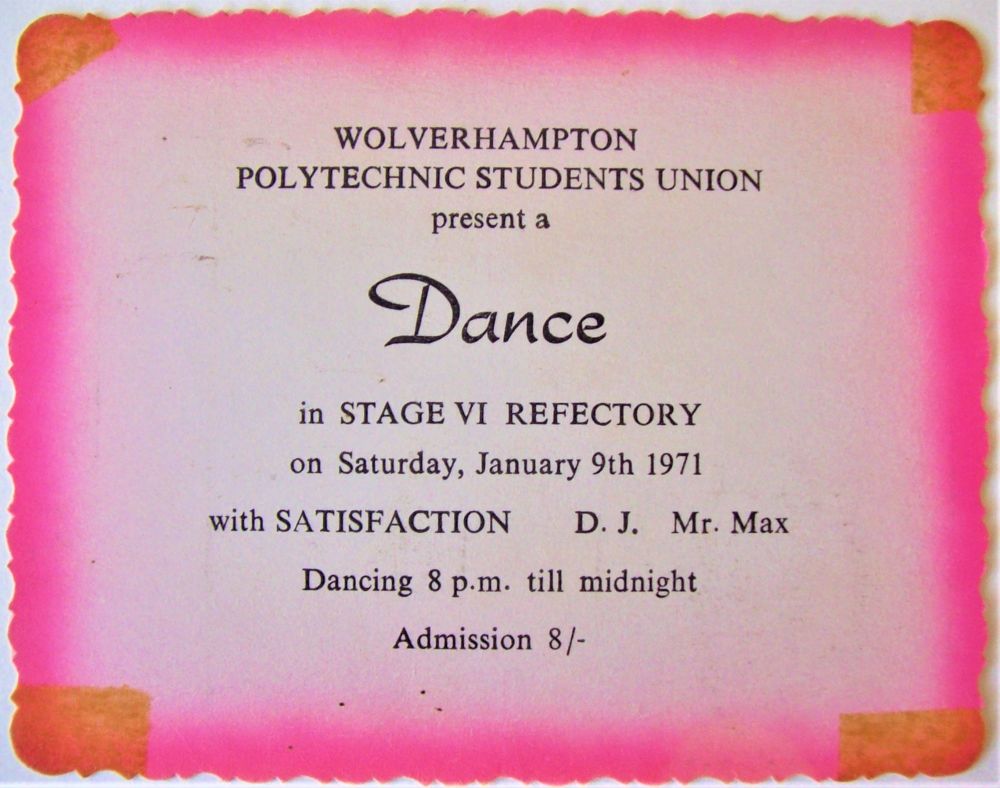 WOLVERHAMPTON
POLYTECHNIC STUDENTS UNION
present a
Dance
in STAGE VI REFECTORY
on Saturday, January 9th 1971
with SATISFACTION D. J. Mr. Max
Dancing 8 p.m. till midnight
Admission 8/-